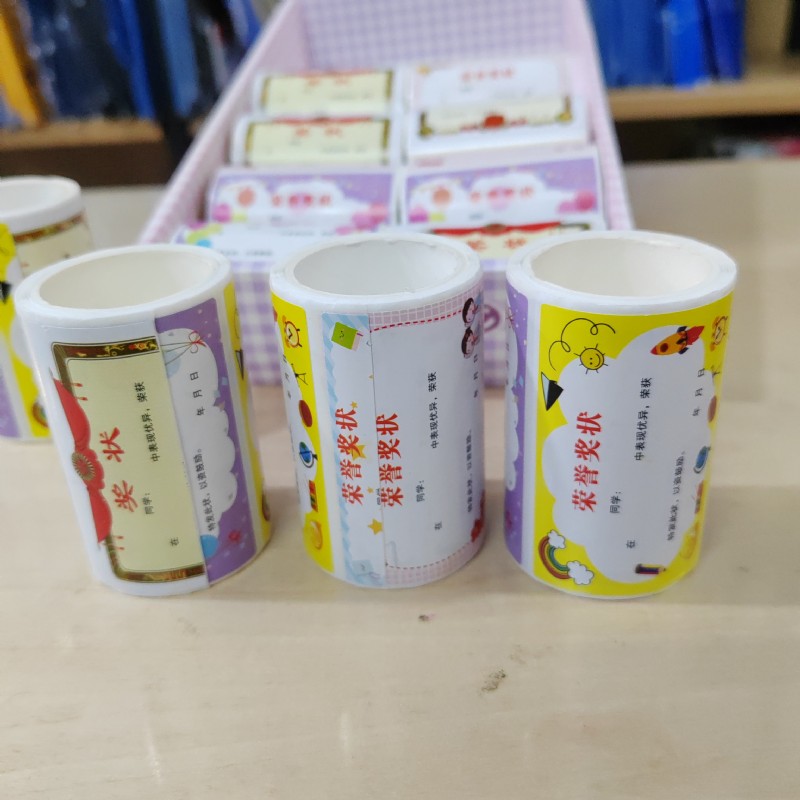 奖状
同学：
在
中表现优异，荣获
特发此状，以资鼓励。
年 月 日
荣誉奖状
荣誉奖状
同学：
在
中表现优异，荣获
特发此状，以资鼓励。
荣誉奖状
同学：
在
中表现优异，荣获
特发此状，以资鼓励。
年 月 日